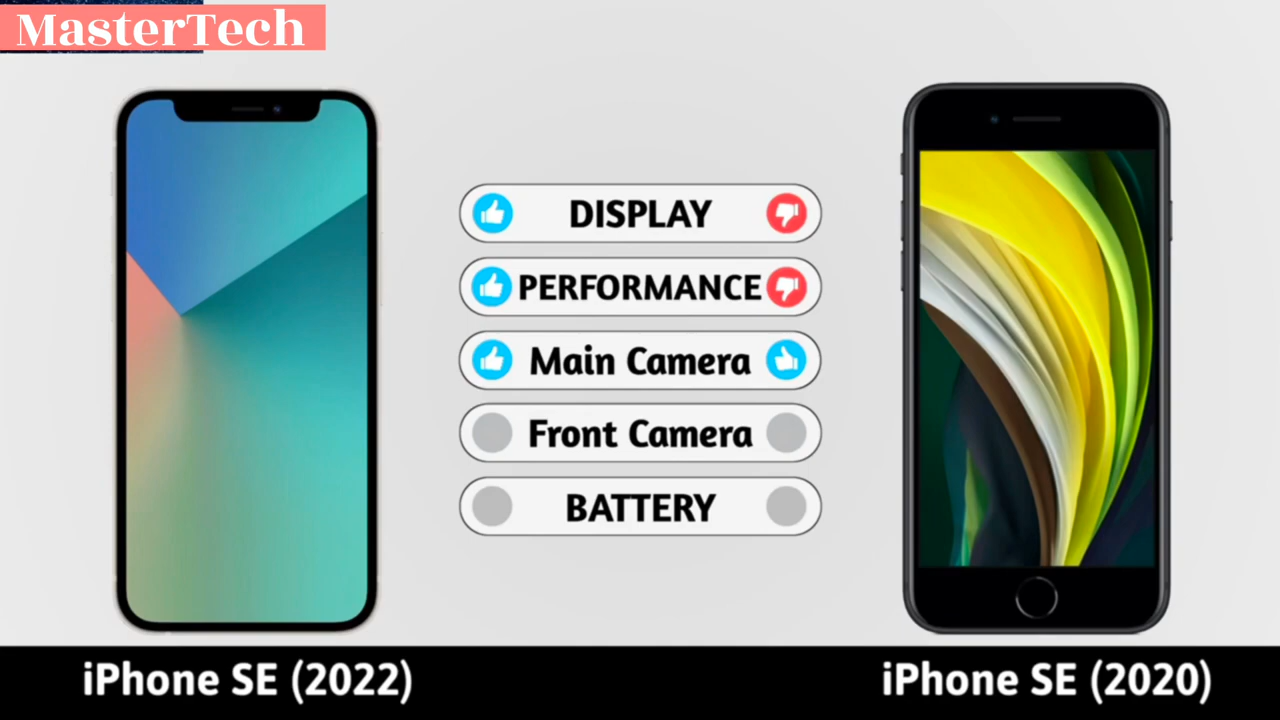 MasterTech
DISPLAY
PERFORMANCE
Main Camera
Front Camera
BATTERY
iPhone SE (2022)
iPhone SE (2020)